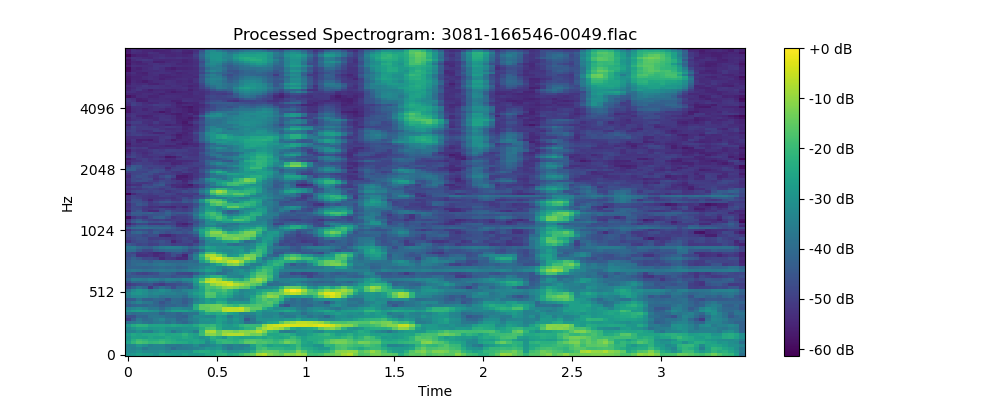 Processed Spectrogram: 3081-166546-0049.flac
Hz
4096
2048
1024
512
0
0 0.5 1 1.5 2 2.5 3
Time
+0 dB
-10 dB
-20 dB
-30 dB
-40 dB
-50 dB
-60 dB